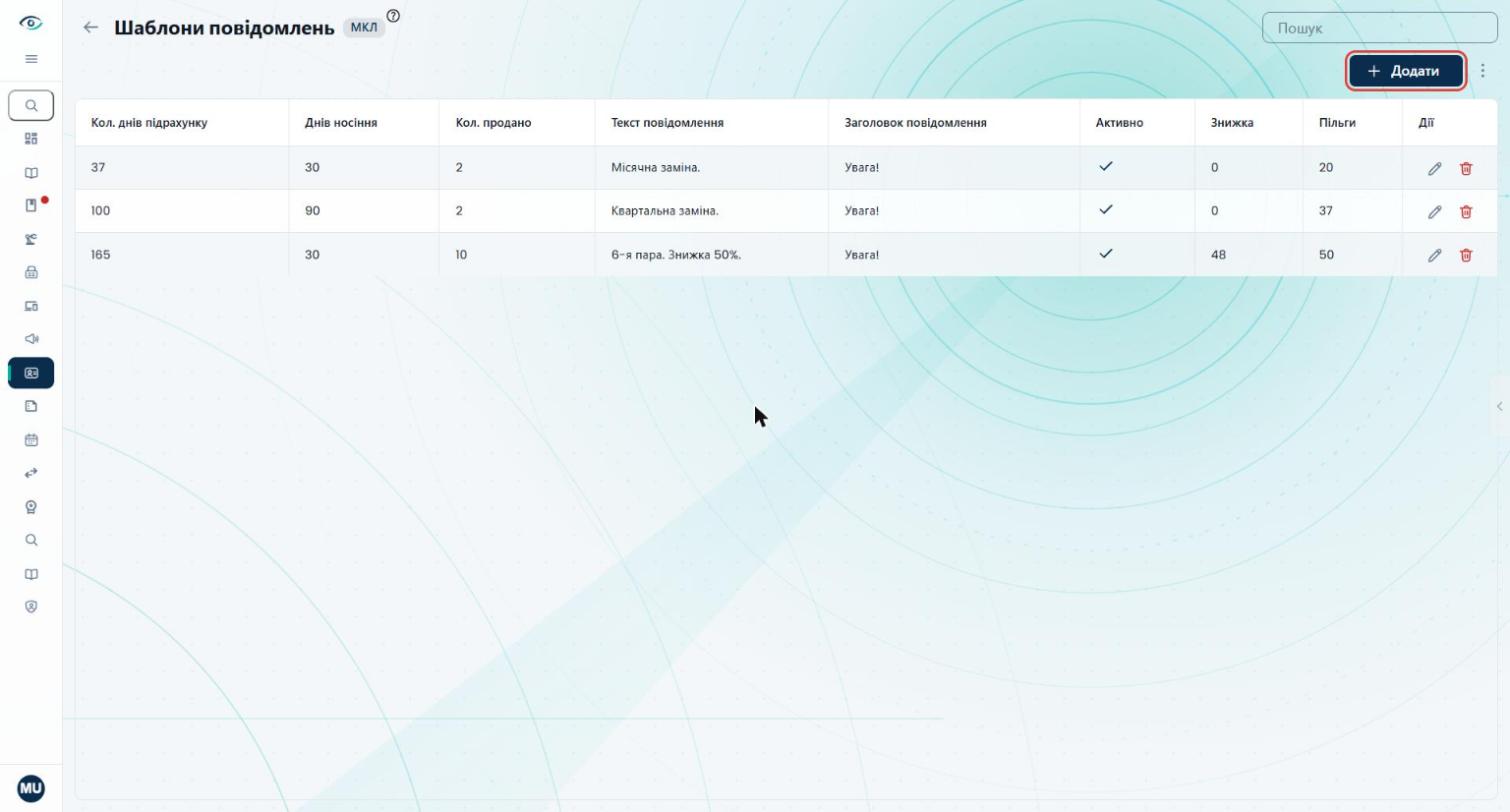 Шаблони повідомлень МКЛ ?
Пошук
+ Додати
Кол. днів підрахунку Днів носіння Кол. продано Текст повідомлення Заголовок повідомлення Активно Знижка Пільги Дії
37 30 2 Місячна заміна. Увага! 0 20
100 90 2 Квартальна заміна. Увага! 0 37
165 30 10 6-я пара. Знижка 50%. Увага! 48 50
MU